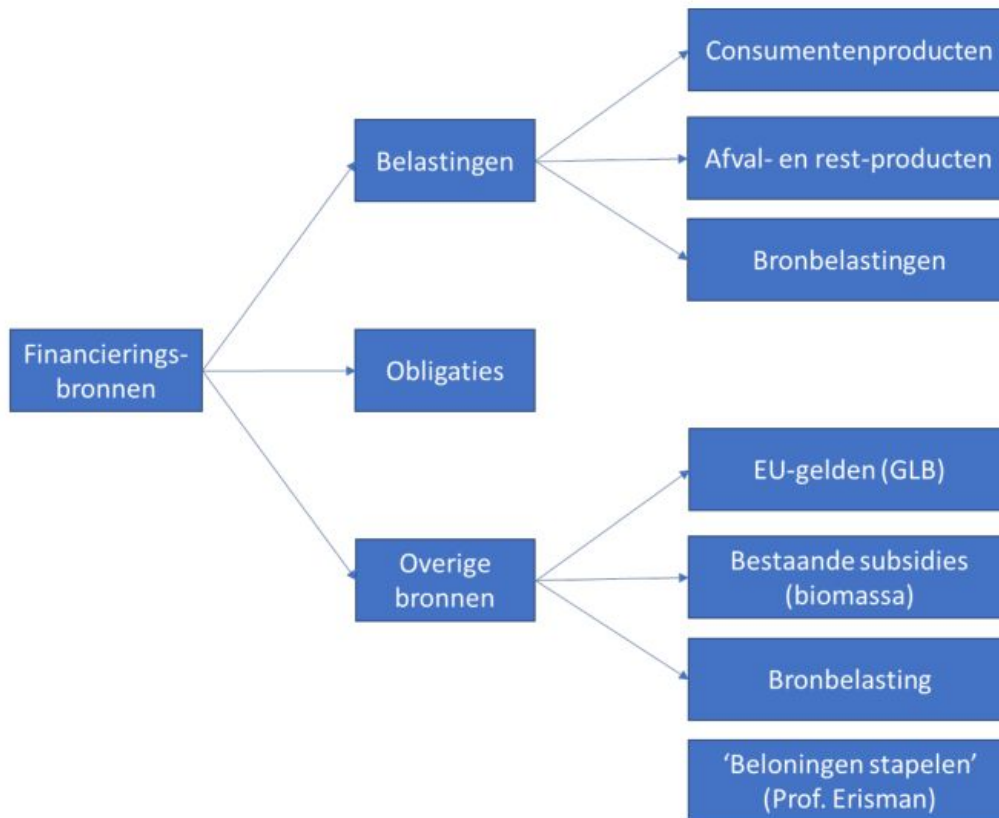 Financierings-
bronnen
Belastingen
Consumentenproducten
Afval- en rest-producten
Bronbelastingen
Obligaties
Overige
bronnen
EU-gelden (GLB)
Bestaande subsidies
(biomassa)
Bronbelasting
‘Beloningen stapelen’
(Prof. Erisman)